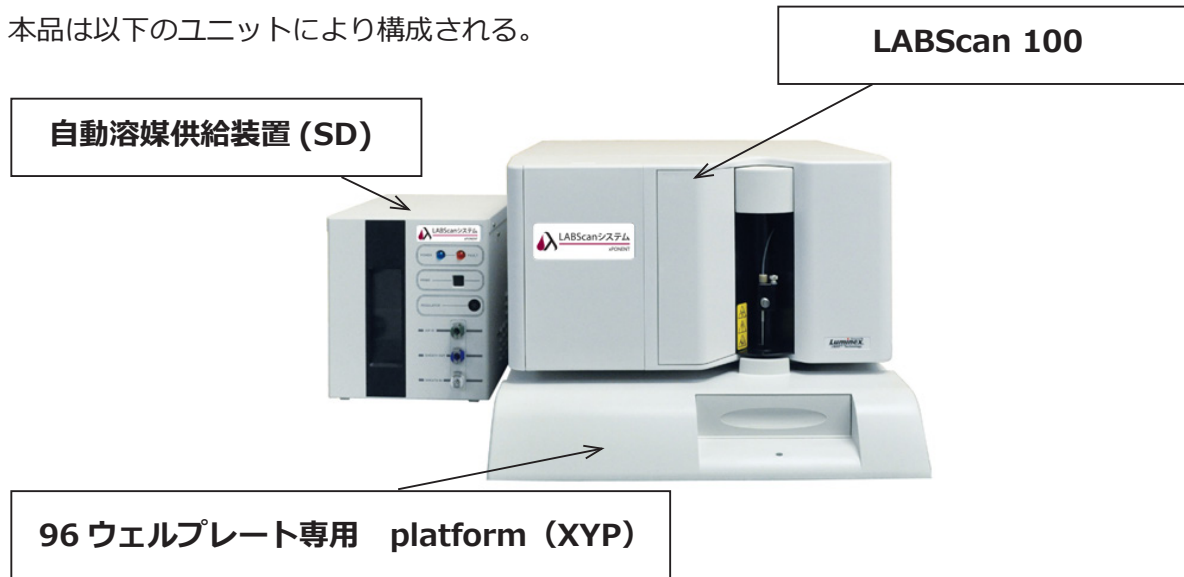 本品は以下のユニットにより構成される。
LABScan 100
自動溶媒供給装置 (SD)
LABScanシステム
xPONENT
LABScanシステム
xPONENT
Luminex
96 ウェルプレート専用　platform（XYP）